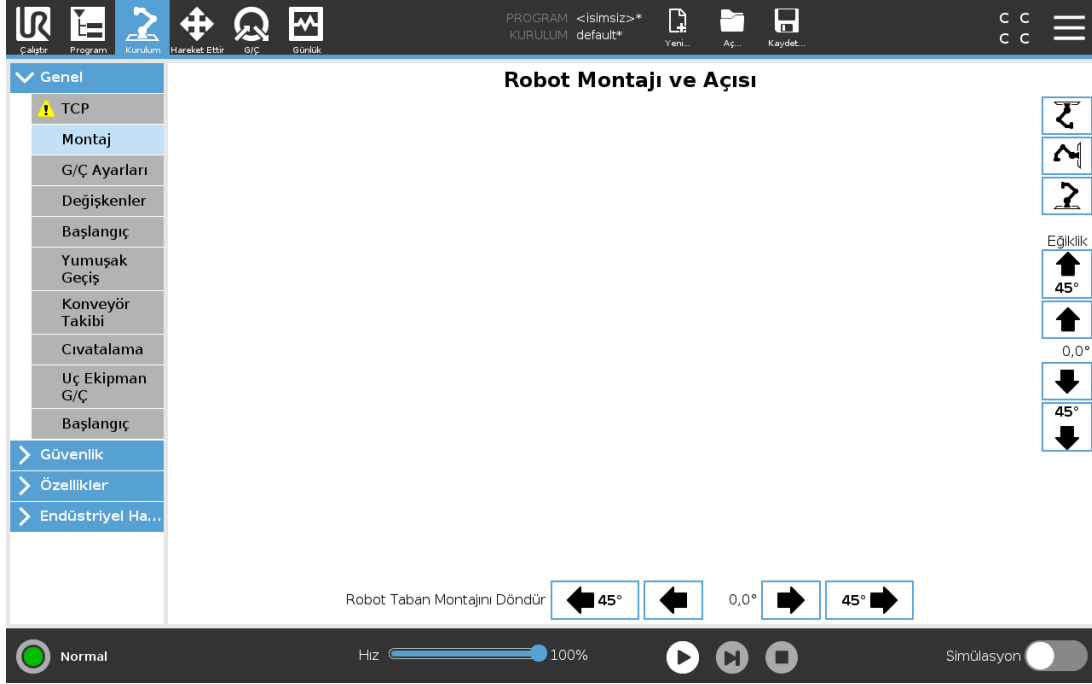 PROGRAM <isimsiz>*
KURULUM default*
Çalıştır Program Kurulum Hareket Ettir G/Ç Günlük Yeni... Aç... Kaydet...
C C
C C
Genel
TCP
Montaj
G/Ç Ayarları
Değişkenler
Başlangıç
Yumuşak
Geçiş
Konveyör
Takibi
Cıvatalama
Uç Ekipman
G/Ç
Başlangıç
Güvenlik
Özellikler
Endüstriyel Ha...
Robot Montajı ve Açısı
Eğiklik
45°
0,0°
45°
Robot Taban Montajını Döndür 45° 0,0° 45°
Normal Hız 100% Simülasyon